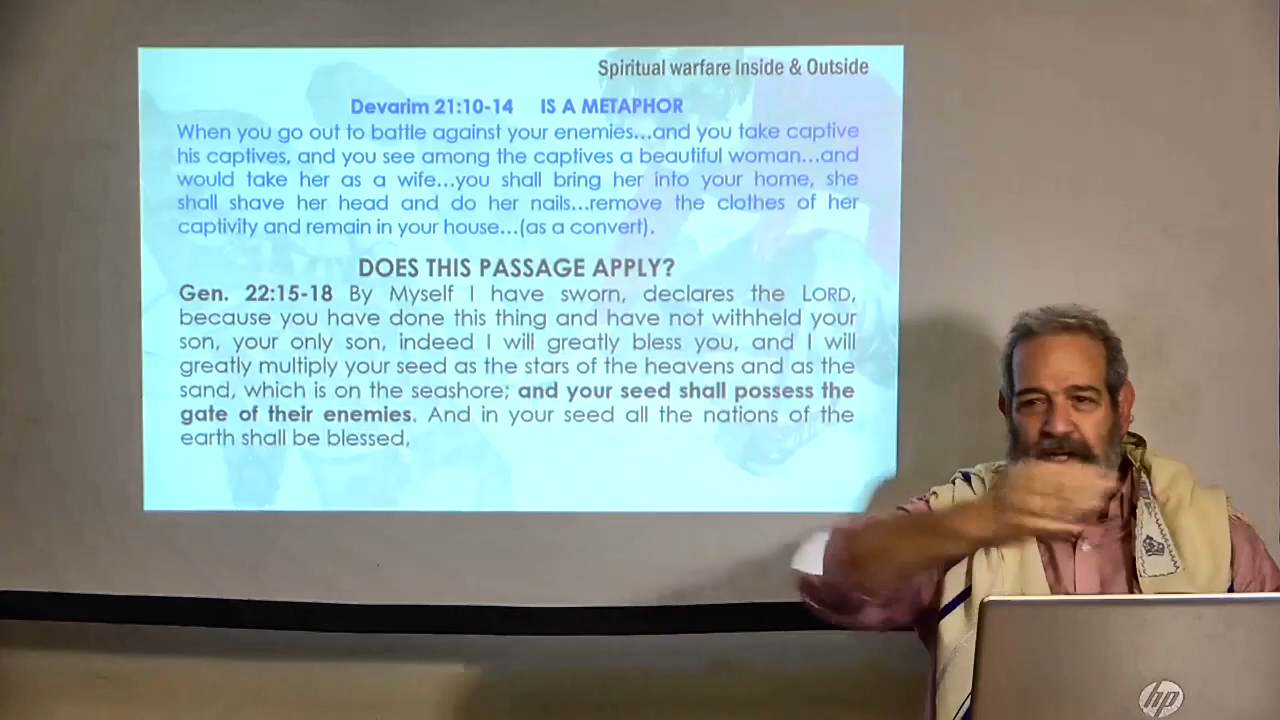 Spiritual warfare Inside & Outside
Devarim 21:10-14 IS A METAPHOR
When you go out to battle against your enemies...and you take captive
his captives, and you see among the captives a beautiful woman...and
would take her as a wife...you shall bring her into your home, she
shall shave her head and do her nails...remove the clothes of her
captivity and remain in your house...(as a convert).
DOES THIS PASSAGE APPLY?
Gen. 22:15-18 By Myself I have sworn, declares the LORD,
because you have done this thing and have not withheld your
son, your only son, indeed I will greatly bless you, and I will
greatly multiply your seed as the stars of the heavens and as the
sand, which is on the seashore; and your seed shall possess the
gate of their enemies. And in your seed all the nations of the
earth shall be blessed,
hp